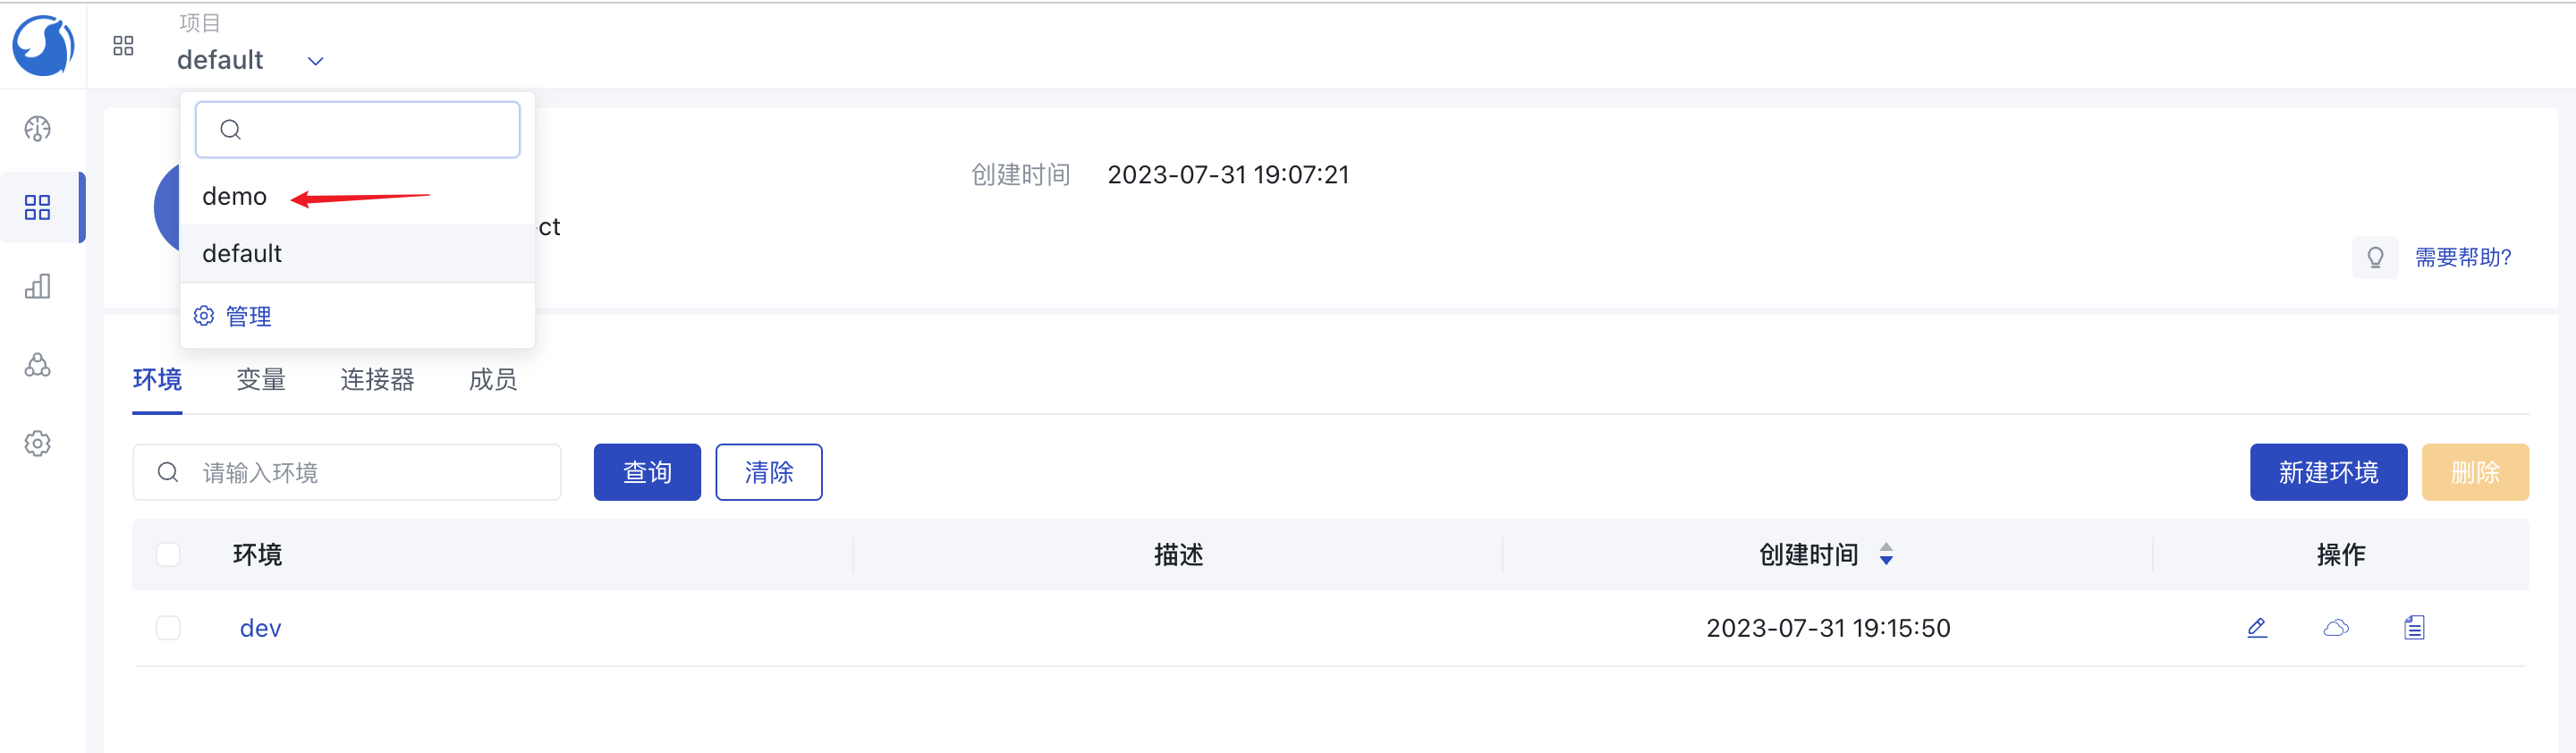 项目
default
demo
default
管理
创建时间 2023-07-31 19:07:21
ct
需要帮助?
环境 变量 连接器 成员
请输入环境 查询 清除 新建环境 删除
环境 描述 创建时间 操作
dev 2023-07-31 19:15:50